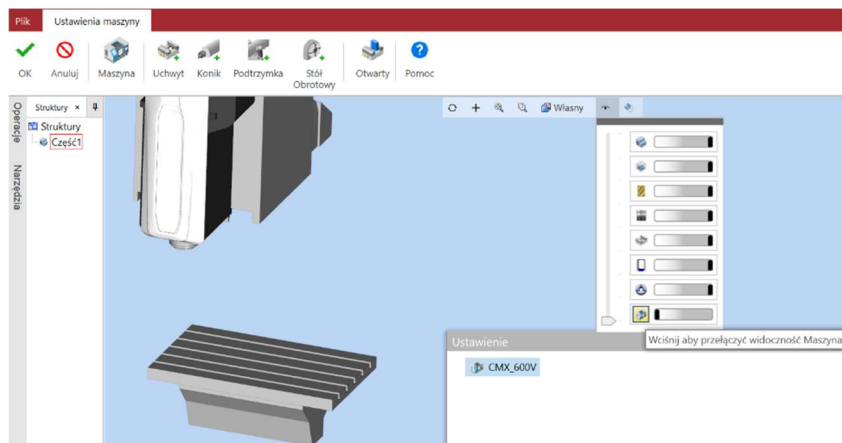 Plik
Ustawienia maszyny
OK
Anuluj
Maszyna
Uchwyt
Konik
Podtrzymka
Stół
Obrotowy
Otwarty
Pomoc
Operacje
Narzędzia
Struktury
Struktury
Część1
Własny
Wciśnij aby przełączyć widoczność Maszyna
Ustawienie
CMX_600V